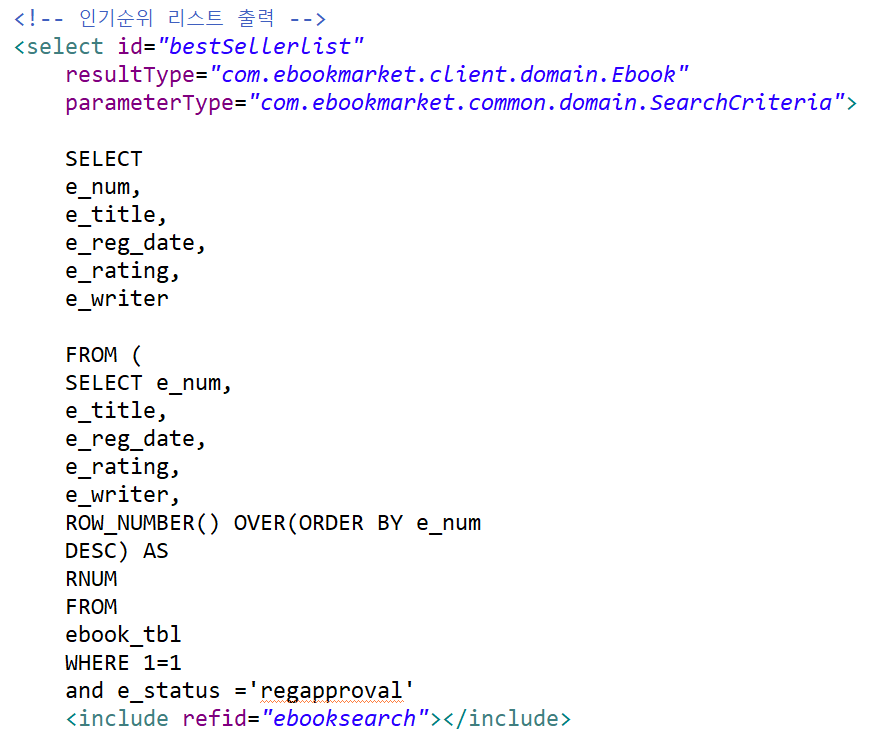 <!-- 인기순위 리스트 출력 -->
<select id="bestSellerlist"
resultType="com.ebookmarket.client.domain.Ebook"
parameterType="com.ebookmarket.common.domain.SearchCriteria">
SELECT
e_num,
e_title,
e_reg_date,
e_rating,
e_writer
FROM (
SELECT e_num,
e_title,
e_reg_date,
e_rating,
e_writer,
ROW_NUMBER() OVER(ORDER BY e_num
DESC) AS
RNUM
FROM
ebook_tbl
WHERE 1=1
and e_status ='regapproval'
<include refid="ebooksearch"></include>